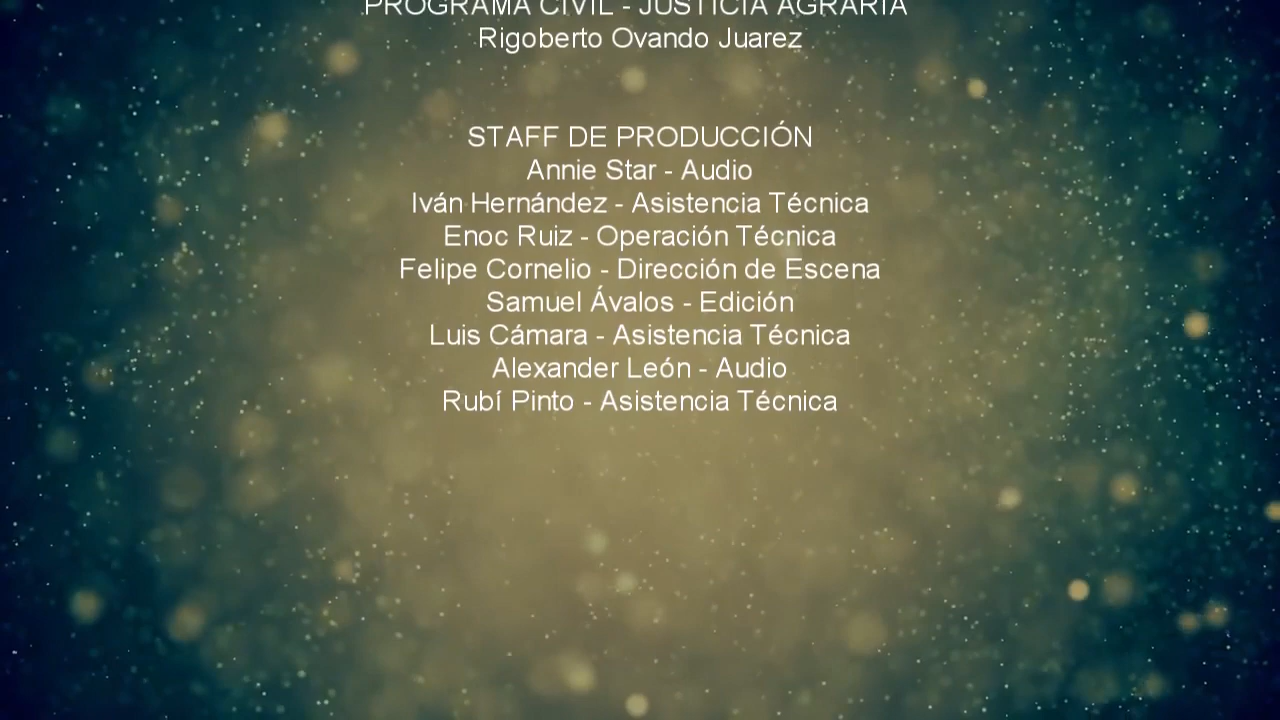 PROGRAMA CIVIL - JUSTICIA AGRARIA
Rigoberto Ovando Juarez
STAFF DE PRODUCCIÓN
Annie Star - Audio
Iván Hernández - Asistencia Técnica
Enoc Ruiz - Operación Técnica
Felipe Cornelio - Dirección de Escena
Samuel Ávalos - Edición
Luis Cámara - Asistencia Técnica
Alexander León - Audio
Rubí Pinto - Asistencia Técnica